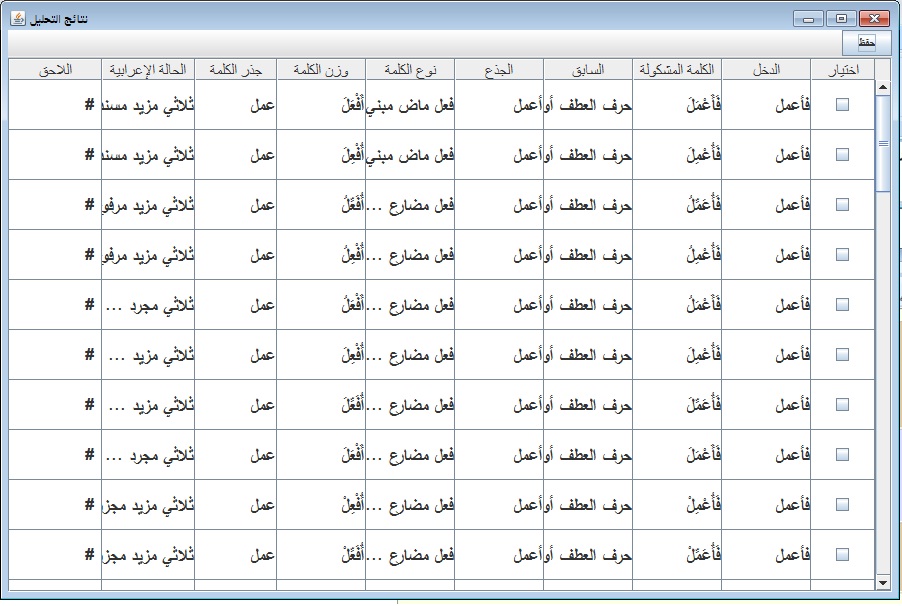 نتائج التحليل
حفظ
اختيار الدخل الكلمة المشكولة السابق الجذع نوع الكلمة وزن الكلمة جذر الكلمة الحالة الإعرابية اللاحق
فأعمل فَأَعْمَلَ حرف العطف أو أعمل فعل ماض مبني أَفْعَلَ عمل ثلاثي مزيد مسند #
فأعمل فَأُعْمِلَ حرف العطف أو أعمل فعل ماض مبني أُفْعِلَ عمل ثلاثي مزيد مسند #
فأعمل فَأُعَمَّلُ حرف العطف أو أعمل فعل مضارع ... أُفَعَّلُ عمل ثلاثي مزيد مرفو #
فأعمل فَأُعْمِلُ حرف العطف أو أعمل فعل مضارع ... أُفْعِلُ عمل ثلاثي مزيد مرفو #
فأعمل فَأَعْمَلُ حرف العطف أو أعمل فعل مضارع ... أَفْعَلُ عمل ثلاثي مجرد ... #
فأعمل فَأُعْمِلَ حرف العطف أو أعمل فعل مضارع ... أُفْعِلَ عمل ثلاثي مزيد ... #
فأعمل فَأُعَمَّلَ حرف العطف أو أعمل فعل مضارع ... أُفَعَّلَ عمل ثلاثي مزيد ... #
فأعمل فَأَعْمَلَ حرف العطف أو أعمل فعل مضارع ... أَفْعَلَ عمل ثلاثي مجرد ... #
فأعمل فَأُعْمِلْ حرف العطف أو أعمل فعل مضارع ... أُفْعِلْ عمل ثلاثي مزيد مجزو #
فأعمل فَأُعَمَّلْ حرف العطف أو أعمل فعل مضارع ... أُفَعَّلْ عمل ثلاثي مزيد مجزو #